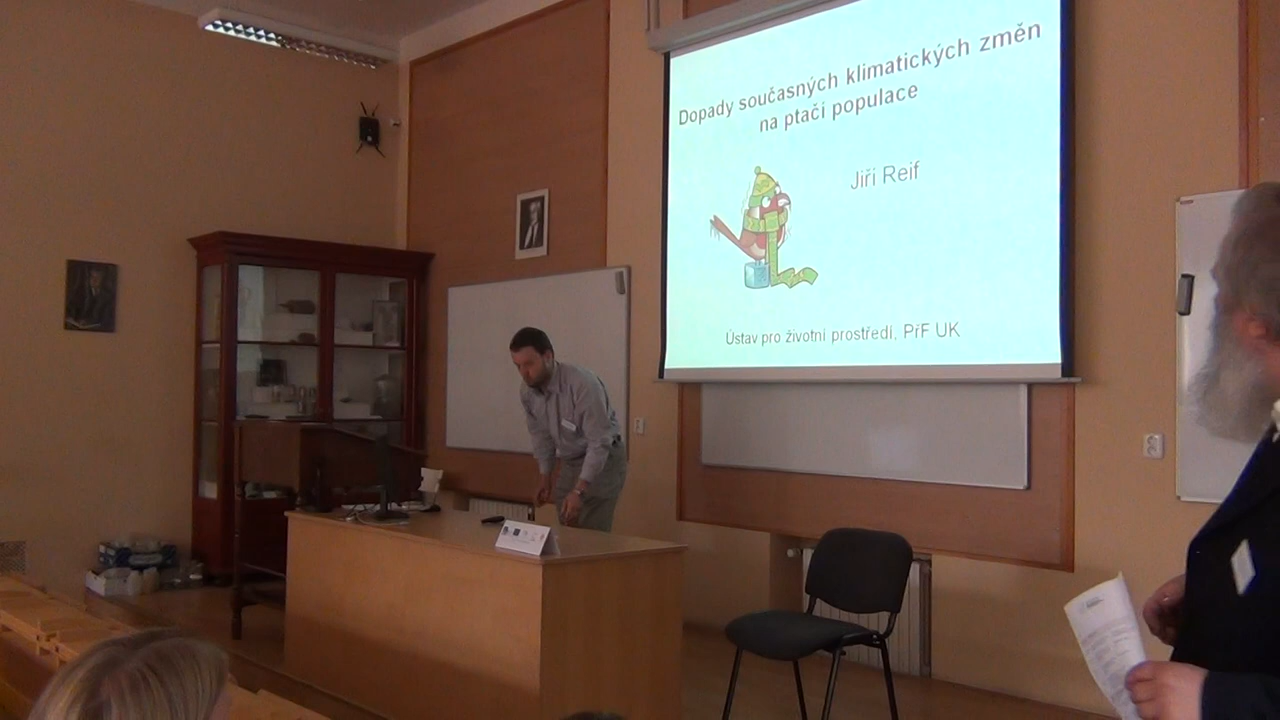 Dopady současných klimatických změn
na ptačí populace
Jiří Reif
Ústav pro životní prostředí, PřF UK